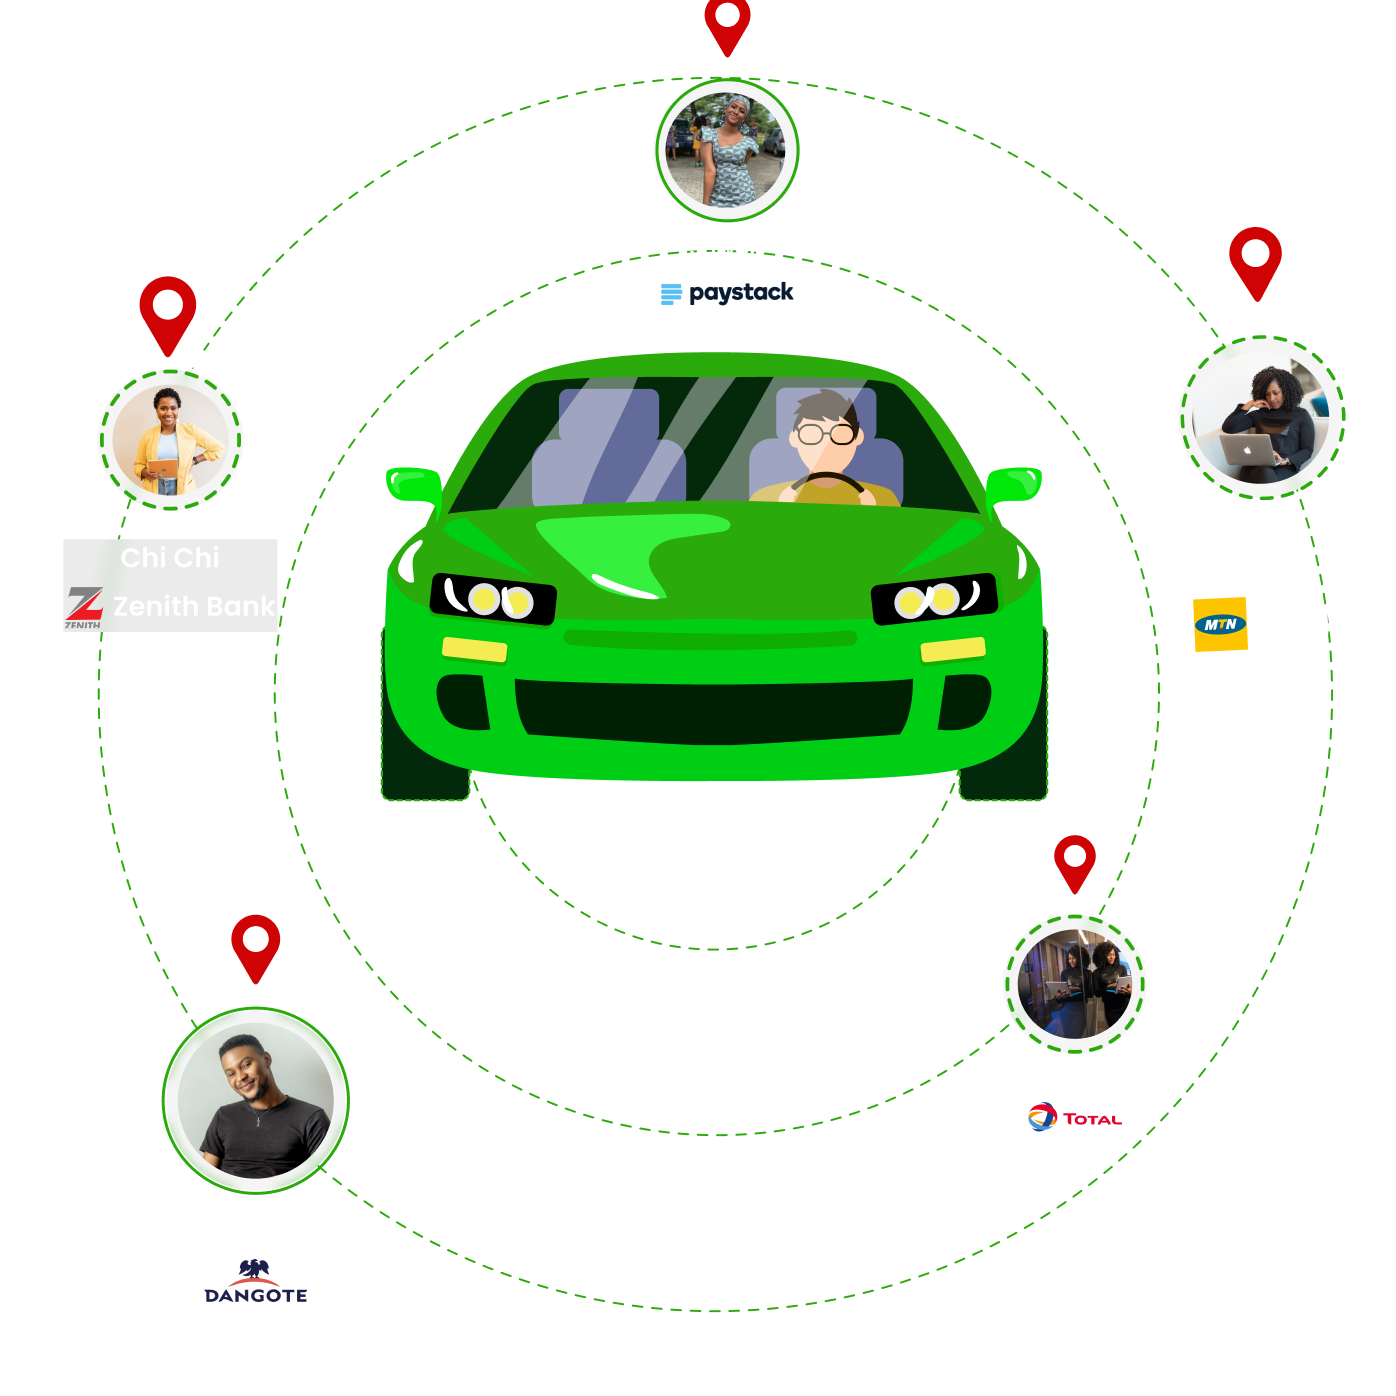 paystack
Chi Chi
Zenith Bank
ZENITH
MTN
TOTAL
DANGOTE